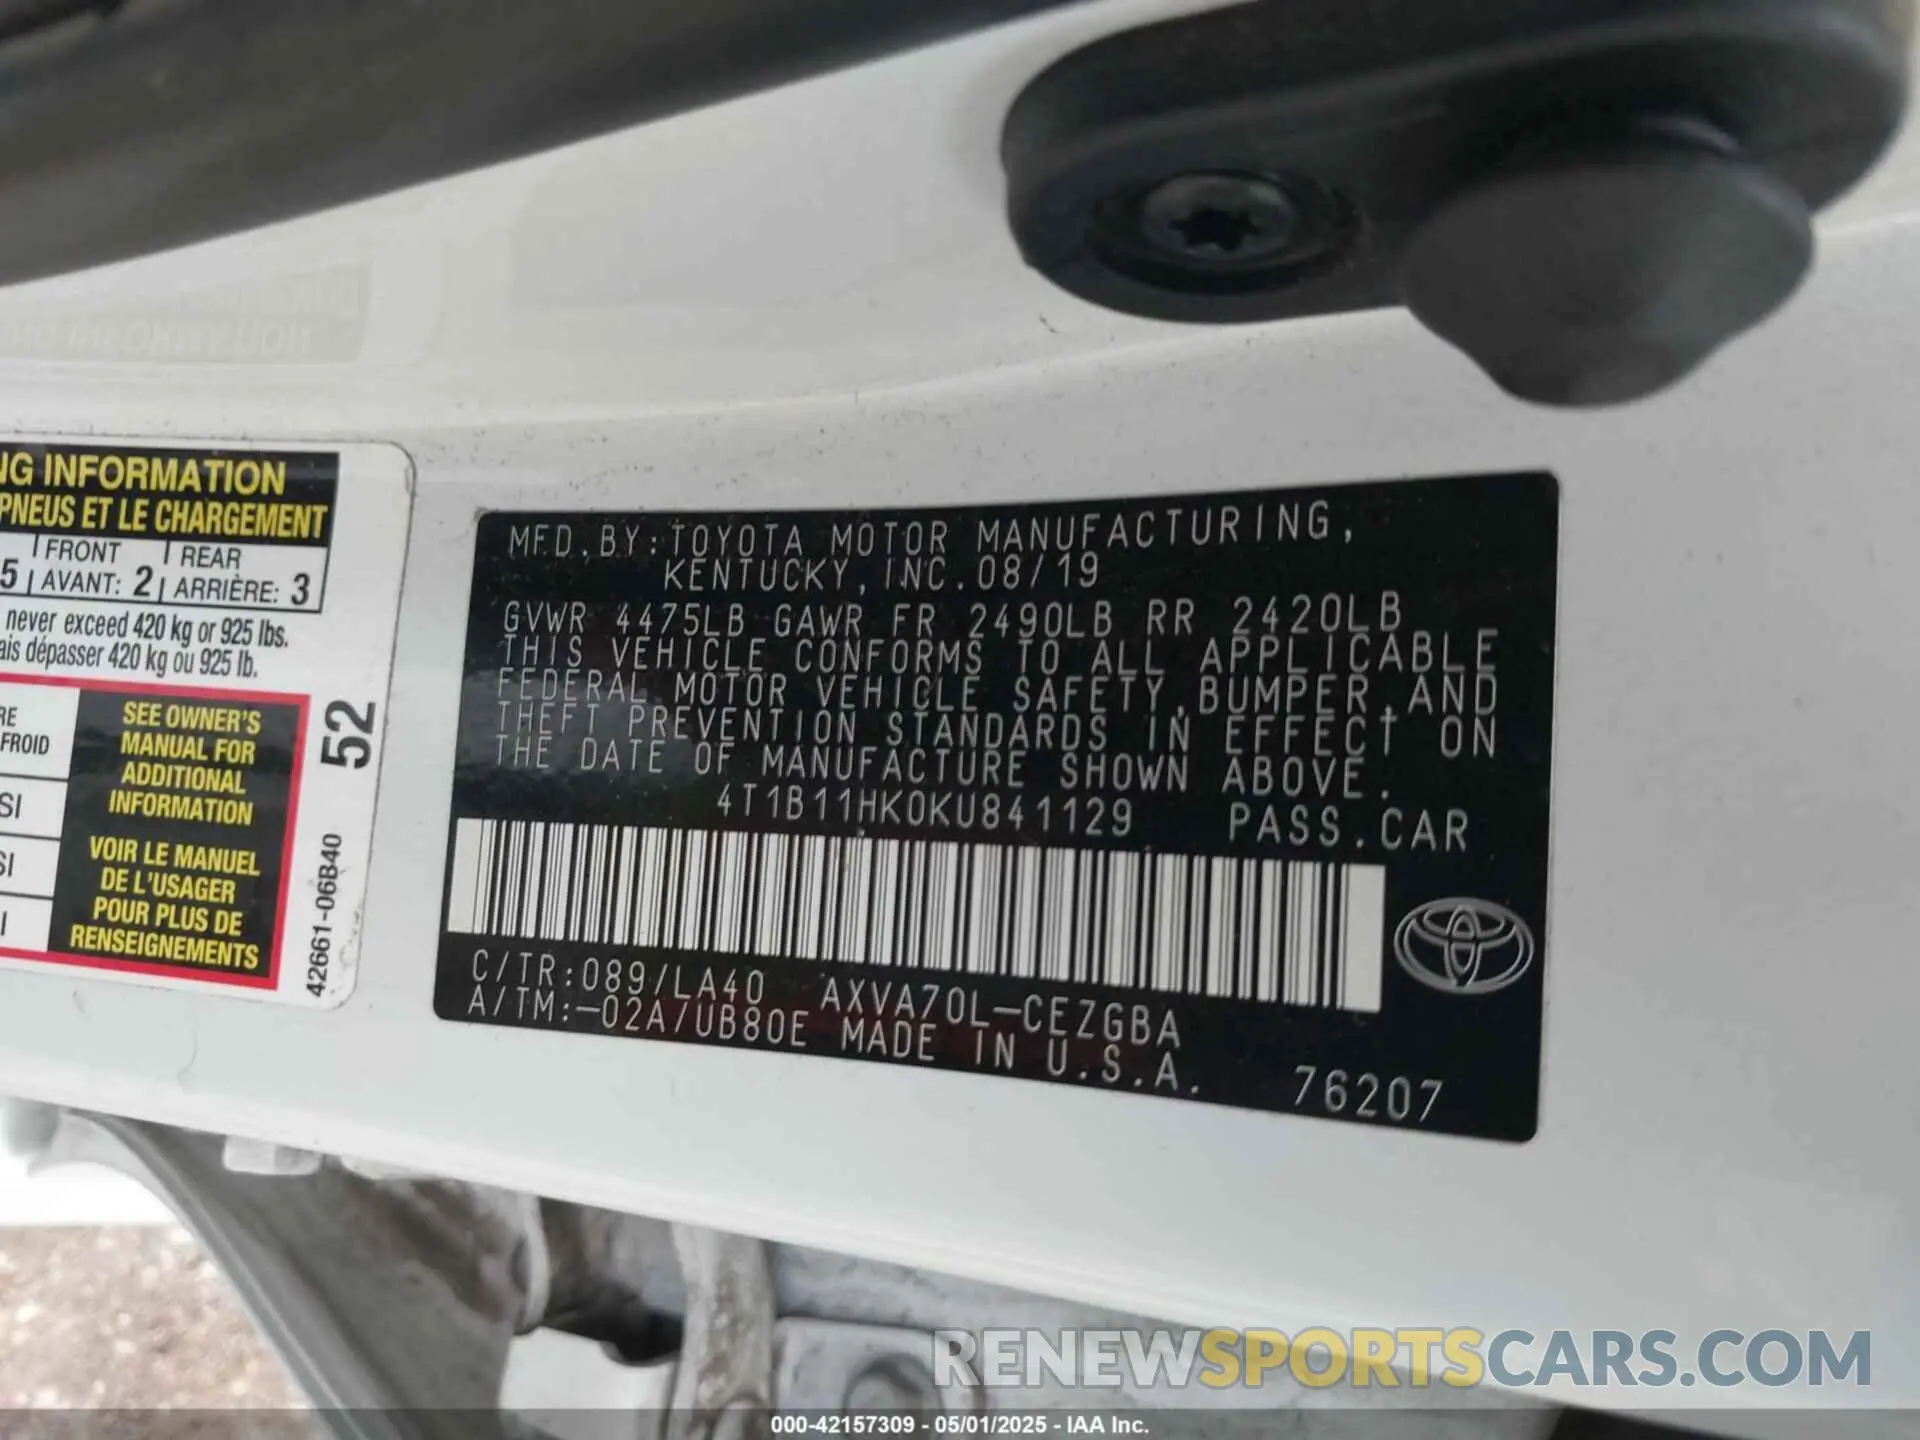 NG INFORMATION
PNEUS ET LE CHARGEMENT
5 FRONT REAR
AVANT: 2 ARRIÈRE: 3
never exceed 420 kg or 925 lbs.
ais dépasser 420 kg ou 925 lb.
RE
FROID
SI
SI
I
SEE OWNER'S
MANUAL FOR
ADDITIONAL
INFORMATION
VOIR LE MANUEL
DE L'USAGER
POUR PLUS DE
RENSEIGNEMENTS
52
42661-06B40
MFD.BY:TOYOTA MOTOR MANUFACTURING,
KENTUCKY,INC.08/19
GVWR 4475LB GAWR FR 2490LB RR 2420LB
THIS VEHICLE CONFORMS TO ALL APPLICABLE
FEDERAL MOTOR VEHICLE SAFETY,BUMPER,AND
THEFT PREVENTION STANDARDS IN EFFECT ON
THE DATE OF MANUFACTURE SHOWN ABOVE.
4T1B11HK0KU841129 PASS.CAR
C/TR:089/LA40 AXVA70L-CEZGBA
A/TM:-02A/UB80E MADE IN U.S.A.
76207
RENEWSPORTSCARS.COM
000-42157309 - 05/01/2025 - IAA Inc.